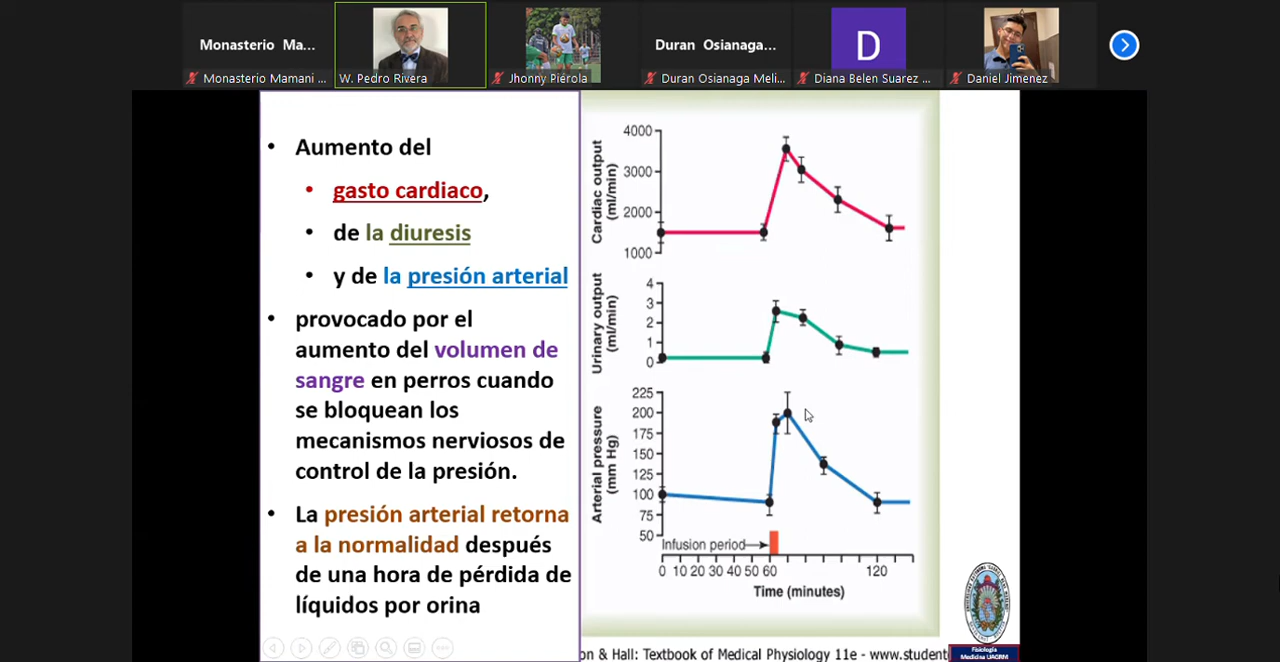 Monasterio Ma...
Duran Osianaga...
D
Monasterio Mamani ...
W. Pedro Rivera
Jhonny Piérola
Duran Osianaga Meli...
Diana Belen Suarez ...
Daniel Jimenez
• Aumento del
• gasto cardiaco,
• de la diuresis
• y de la presión arterial
• provocado por el
aumento del volumen de
sangre en perros cuando
se bloquean los
mecanismos nerviosos de
control de la presión.
• La presión arterial retorna
a la normalidad después
de una hora de pérdida de
líquidos por orina
Cardiac output
(ml/min)
4000
3000
2000
1000
Urinary output
(ml/min)
4
3
2
1
0
Arterial pressure
(mm Hg)
225
200
175
150
125
100
75
50
Infusion period
0 10 20 30 40 50 60 120
Time (minutes)
on & Hall: Textbook of Medical Physiology 11e - www.student
Fisiología
Medicina UAGRM